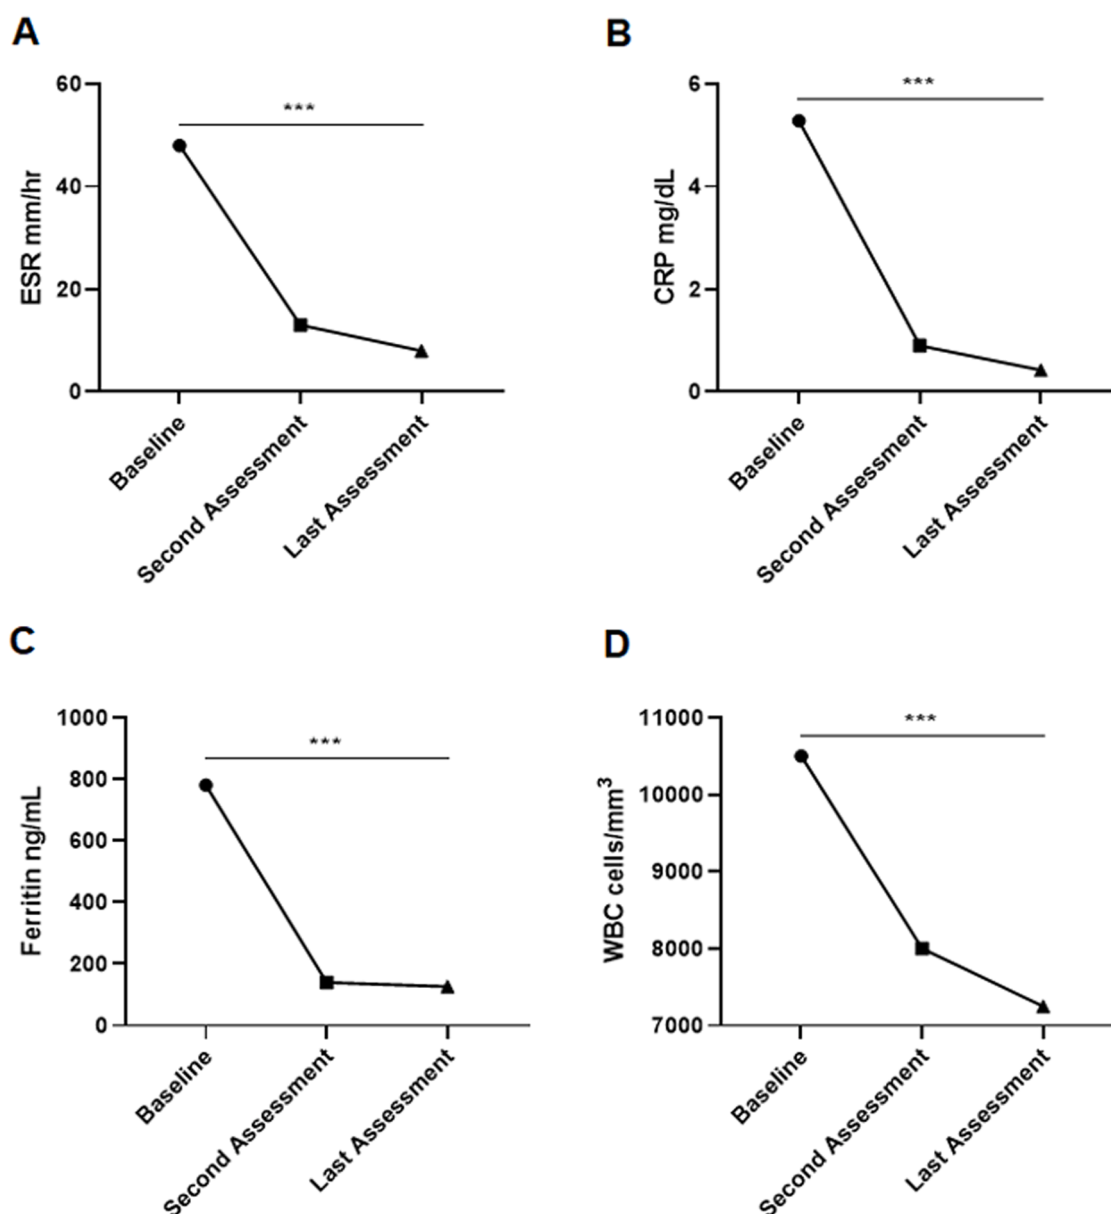 A
60
40
20
0
ESR mm/hr
***
Baseline
Second Assessment
Last Assessment
B
6
4
2
0
CRP mg/dL
***
Baseline
Second Assessment
Last Assessment
C
1000
800
600
400
200
0
Ferritin ng/mL
***
Baseline
Second Assessment
Last Assessment
D
11000
10000
9000
8000
7000
WBC cells/mm³
***
Baseline
Second Assessment
Last Assessment